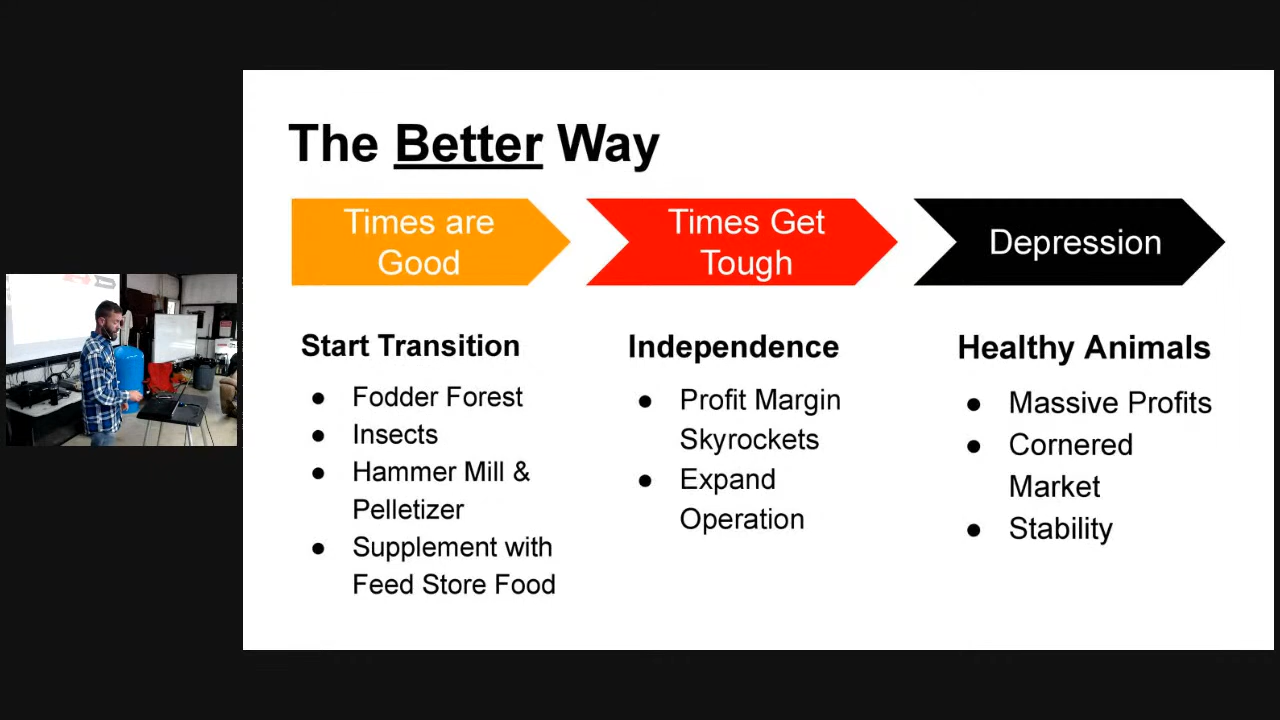 The Better Way
Times are
Good
Times Get
Tough
Depression
Start Transition
● Fodder Forest
● Insects
● Hammer Mill &
Pelletizer
● Supplement with
Feed Store Food
Independence
● Profit Margin
Skyrockets
● Expand
Operation
Healthy Animals
● Massive Profits
● Cornered
Market
● Stability